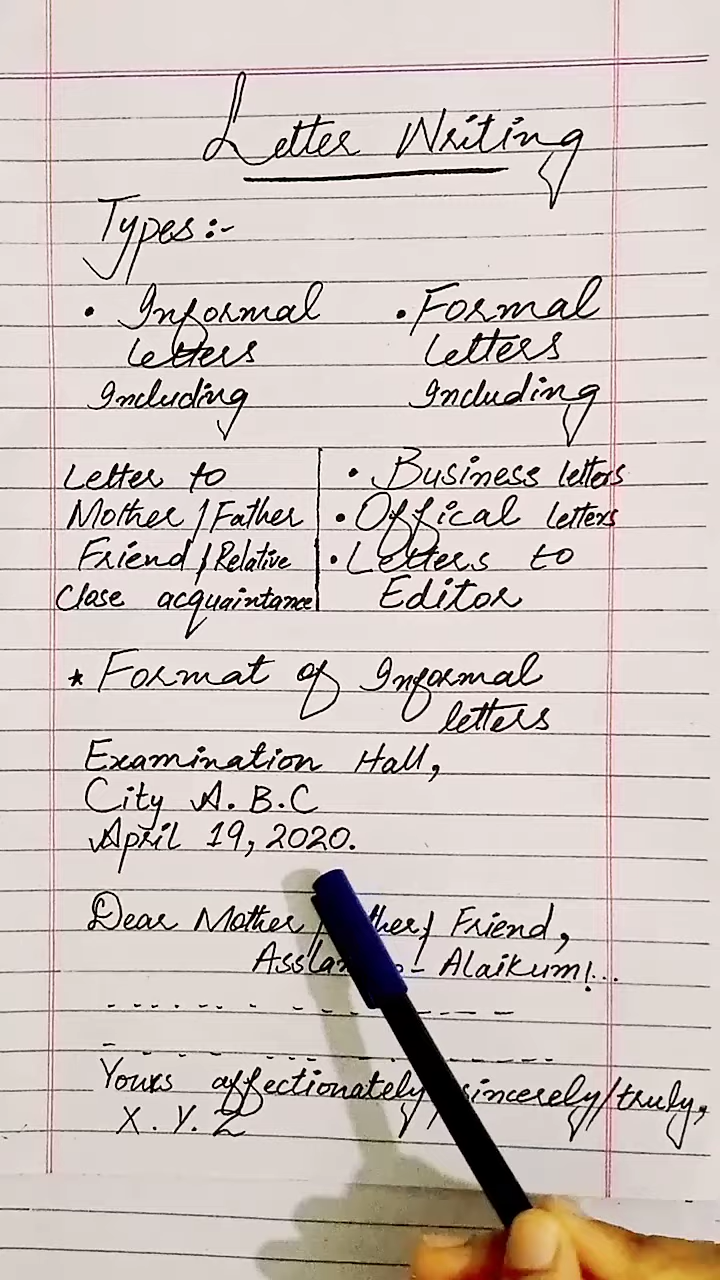 Letter Writing
Types:-
• Informal
letters
Including
• Formal
letters
Including
Letter to
Mother / Father
Friend / Relative
Close acquaintance
• Business letters
• Offical letters
• Letters to
Editor
* Format of Informal
letters
Examination Hall,
City A.B.C
April 19, 2020.
Dear Mother / / Friend,
Alaikum!...
Yours affectionately/sincerely/truly,
X.Y.Z